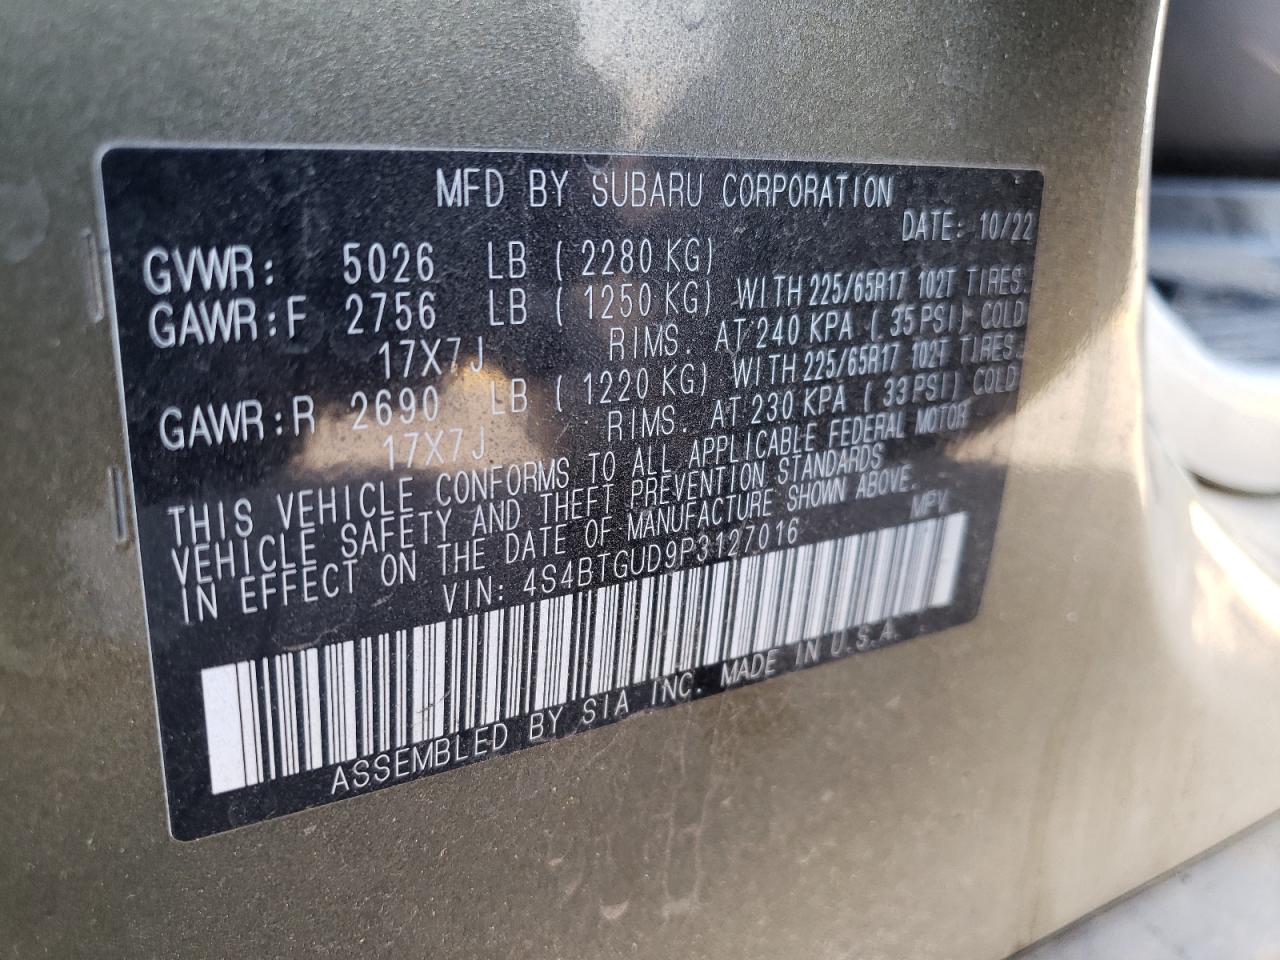 MFD BY SUBARU CORPORATION
DATE: 10/22
GVWR: 5026 LB ( 2280 KG)
GAWR:F 2756 LB ( 1250 KG) WITH 225/65R17 102T TIRES.
17X7J RIMS. AT 240 KPA ( 35 PSI) COLD
GAWR:R 2690 LB ( 1220 KG) WITH 225/65R17 102T TIRES.
17X7J RIMS. AT 230 KPA ( 33 PSI) COLD
THIS VEHICLE CONFORMS TO ALL APPLICABLE FEDERAL MOTOR
VEHICLE SAFETY AND THEFT PREVENTION STANDARDS
IN EFFECT ON THE DATE OF MANUFACTURE SHOWN ABOVE.
VIN: 4S4BTGUD9P3127016 MPV
ASSEMBLED BY SIA INC. MADE IN U.S.A.